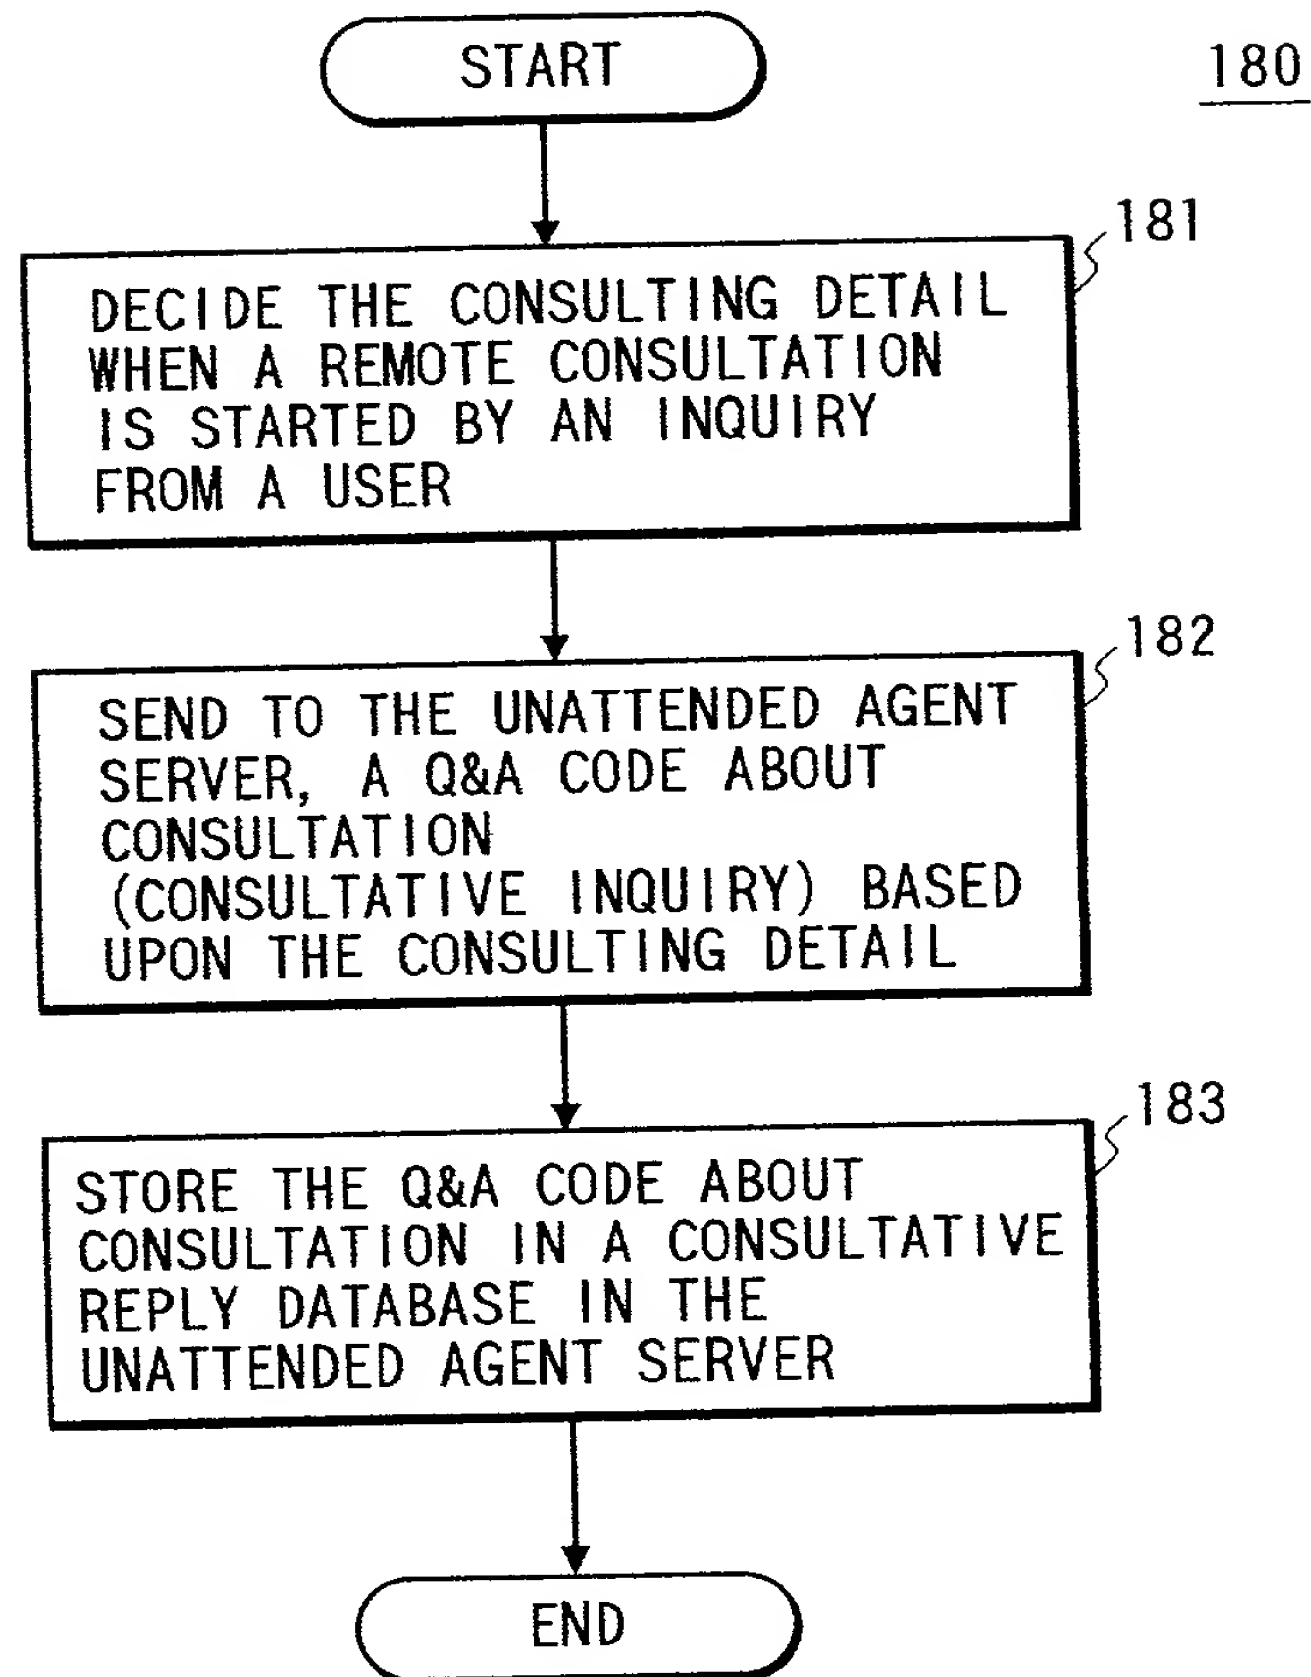 START
180
181
DECIDE THE CONSULTING DETAIL
WHEN A REMOTE CONSULTATION
IS STARTED BY AN INQUIRY
FROM A USER
182
SEND TO THE UNATTENDED AGENT
SERVER, A Q&A CODE ABOUT
CONSULTATION
(CONSULTATIVE INQUIRY) BASED
UPON THE CONSULTING DETAIL
183
STORE THE Q&A CODE ABOUT
CONSULTATION IN A CONSULTATIVE
REPLY DATABASE IN THE
UNATTENDED AGENT SERVER
END